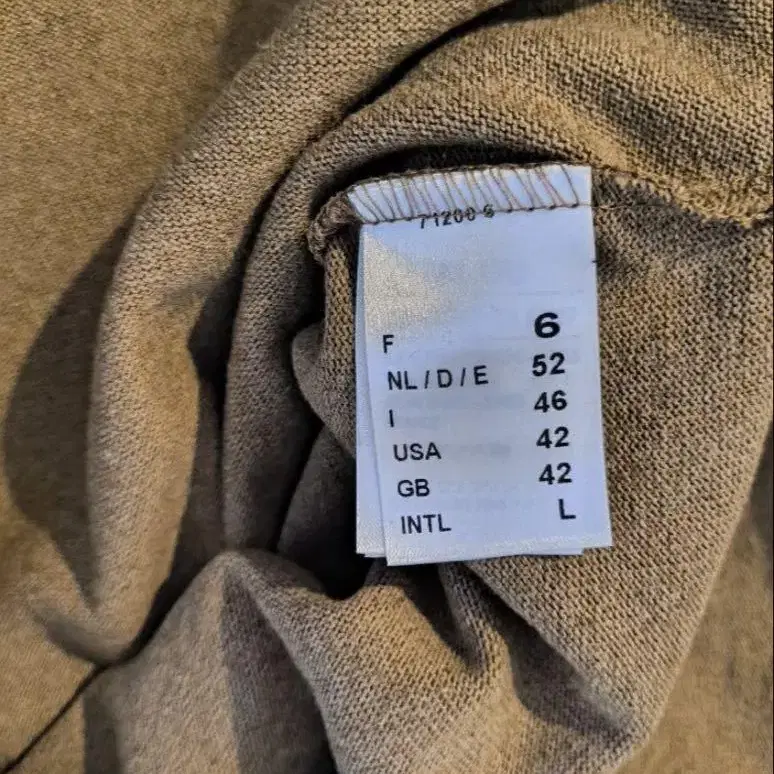 71200 6
F 6
NL / D / E 52
I 46
USA 42
GB 42
INTL L